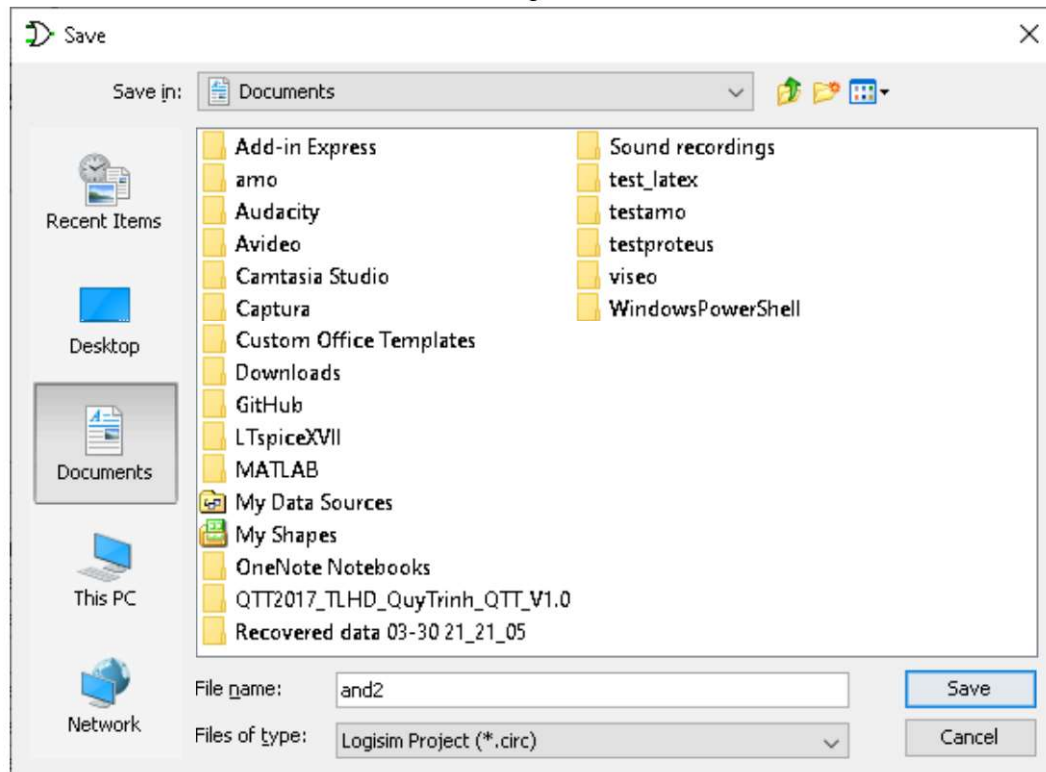 Save
Save in:
Documents
Recent Items
Desktop
Documents
This PC
Network
Add-in Express
amo
Audacity
Avideo
Camtasia Studio
Captura
Custom Office Templates
Downloads
GitHub
LTspiceXVII
MATLAB
My Data Sources
My Shapes
OneNote Notebooks
QTT2017_TLHD_QuyTrinh_QTT_V1.0
Recovered data 03-30 21_21_05
Sound recordings
test_latex
testamo
testproteus
viseo
WindowsPowerShell
File name: and2
Save
Files of type: Logisim Project (*.circ)
Cancel